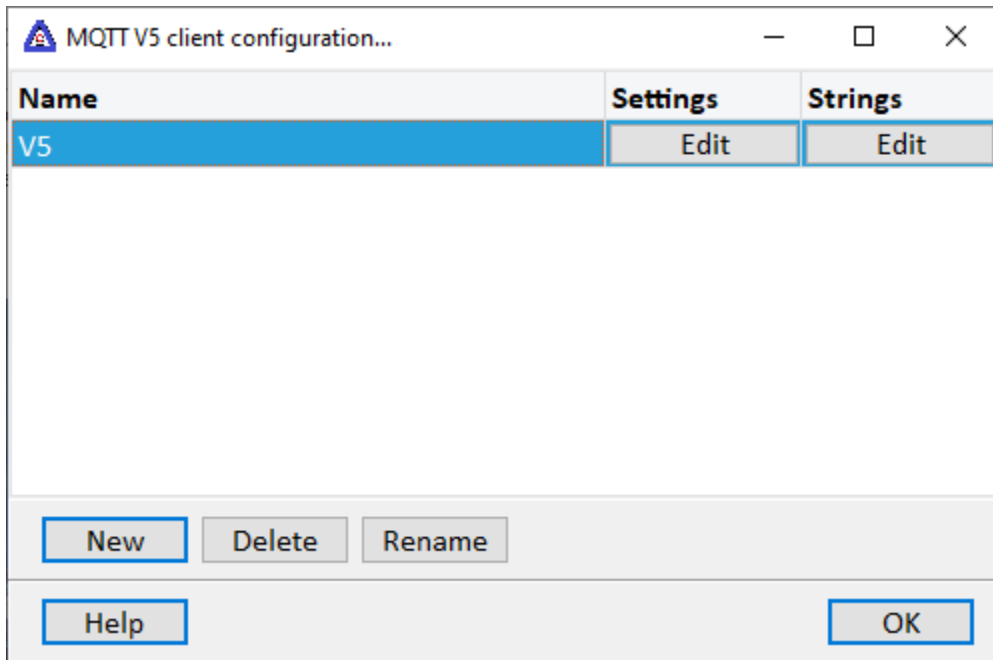 MQTT V5 client configuration...
Name Settings Strings
V5 Edit Edit
New Delete Rename
Help OK